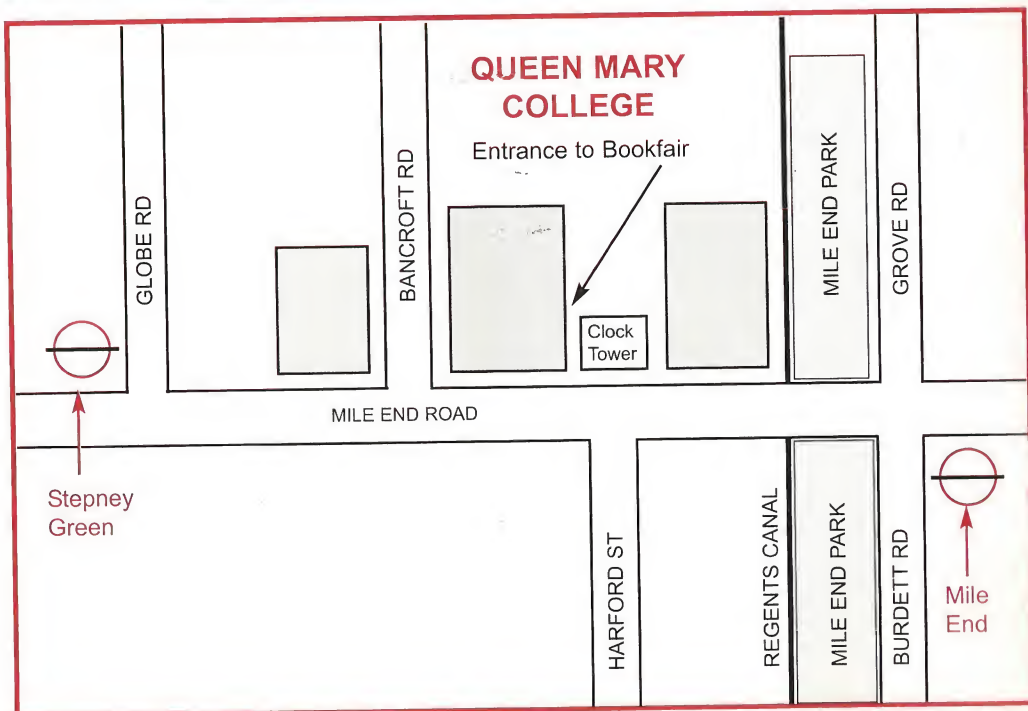 QUEEN MARY
COLLEGE
Entrance to Bookfair
GLOBE RD
BANCROFT RD
MILE END PARK
GROVE RD
Clock
Tower
MILE END ROAD
Stepney
Green
HARFORD ST
REGENTS CANAL
MILE END PARK
BURDETT RD
Mile
End